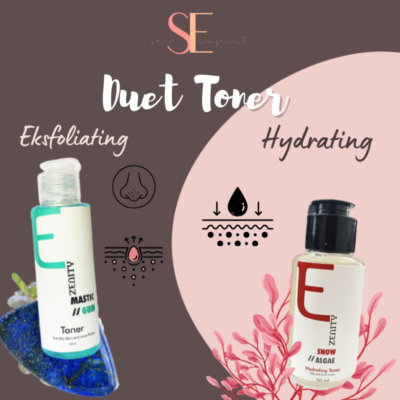 SE
Duet Toner
Eksfoliating
Hydrating
E
ZENITY
MASTIC
// GUM
Toner
E
ZENITY
SNOW
// ALGAE
Hydrating Toner